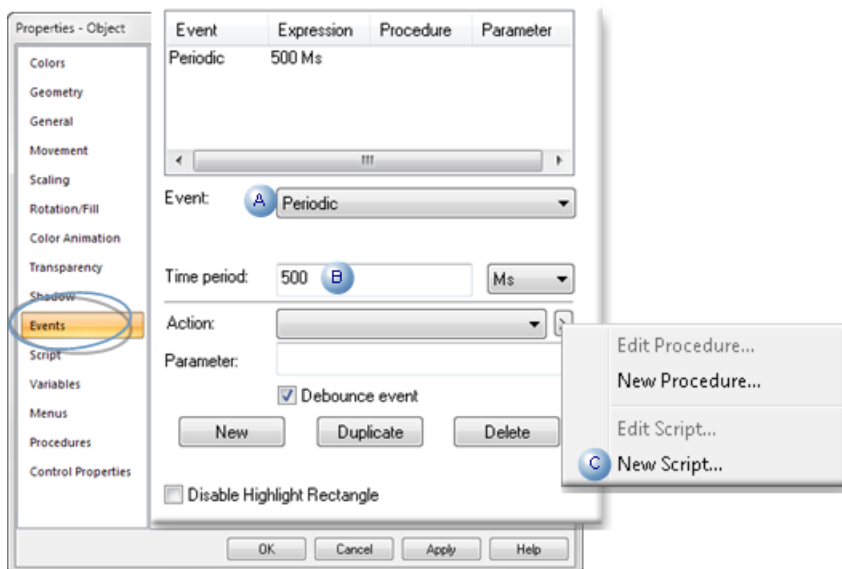 Properties - Object
Colors
Geometry
General
Movement
Scaling
Rotation/Fill
Color Animation
Transparency
Shadow
Events
Script
Variables
Menus
Procedures
Control Properties
Event Expression Procedure Parameter
Periodic 500 Ms
Event: A Periodic
Time period: 500 B Ms
Action: >
Parameter:
Debounce event
New Duplicate Delete
Disable Highlight Rectangle
Edit Procedure...
New Procedure...
Edit Script...
C New Script...
OK Cancel Apply Help